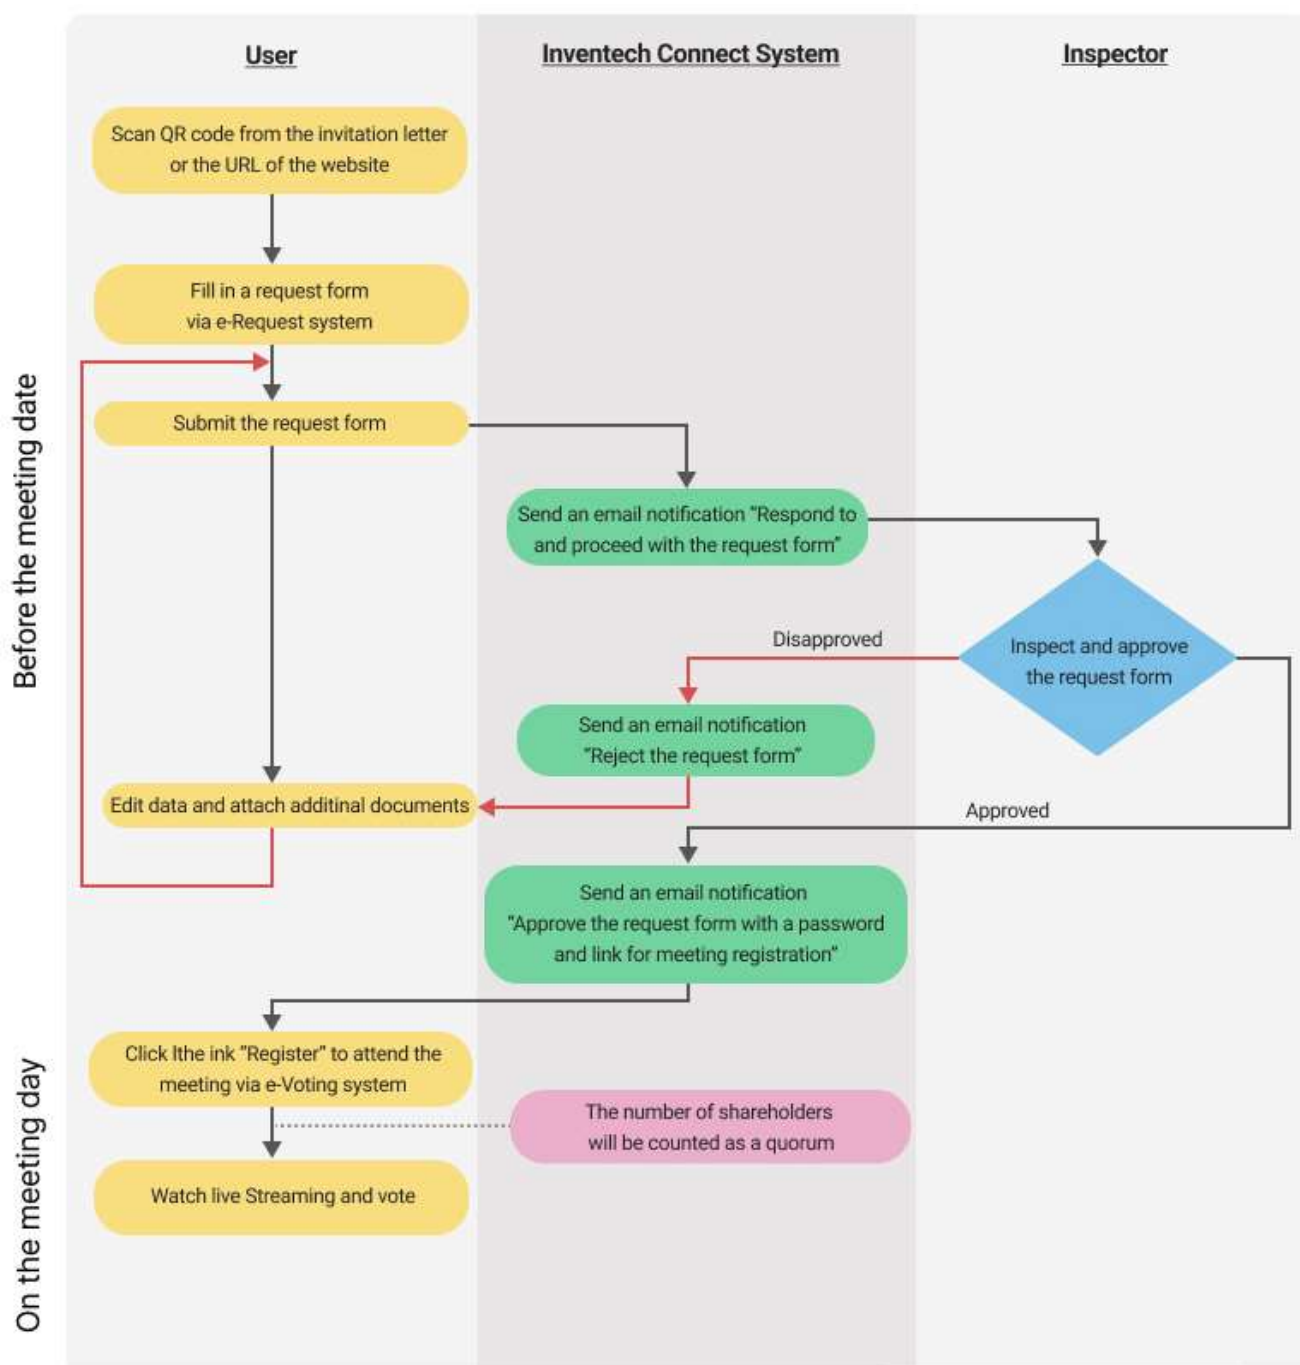 User
Inventech Connect System
Inspector
Before the meeting date
Scan QR code from the invitation letter
or the URL of the website
Fill in a request form
via e-Request system
Submit the request form
Send an email notification “Respond to
and proceed with the request form”
Inspect and approve
the request form
Disapproved
Send an email notification
“Reject the request form”
Edit data and attach additinal documents
Approved
Send an email notification
“Approve the request form with a password
and link for meeting registration”
On the meeting day
Click lthe ink “Register” to attend the
meeting via e-Voting system
The number of shareholders
will be counted as a quorum
Watch live Streaming and vote